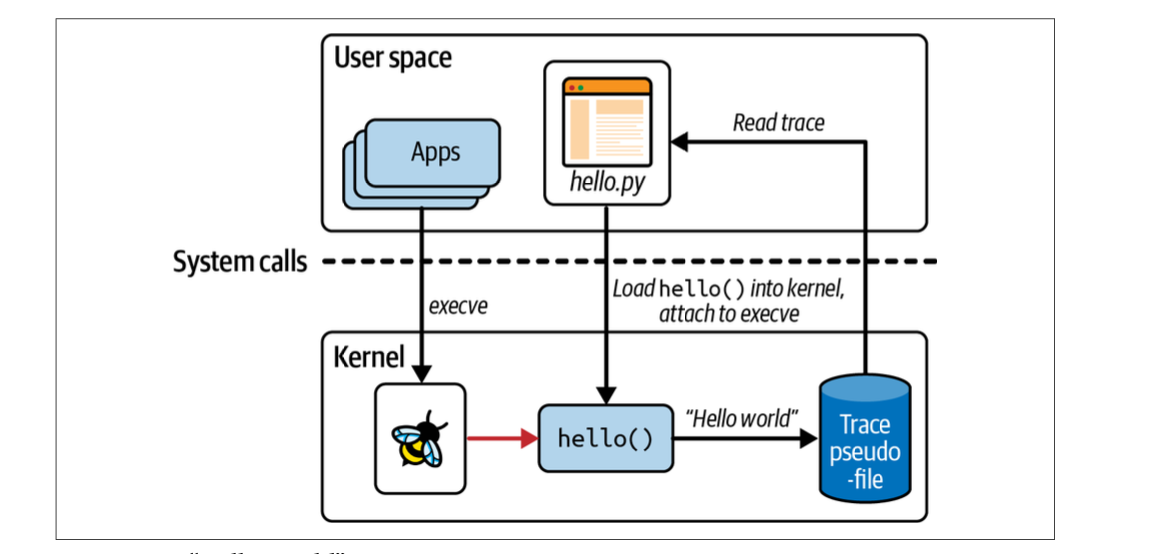 User space
Apps
hello.py
Read trace
System calls
execve
Load hello() into kernel,
attach to execve
Kernel
hello()
"Hello world"
Trace
pseudo
-file